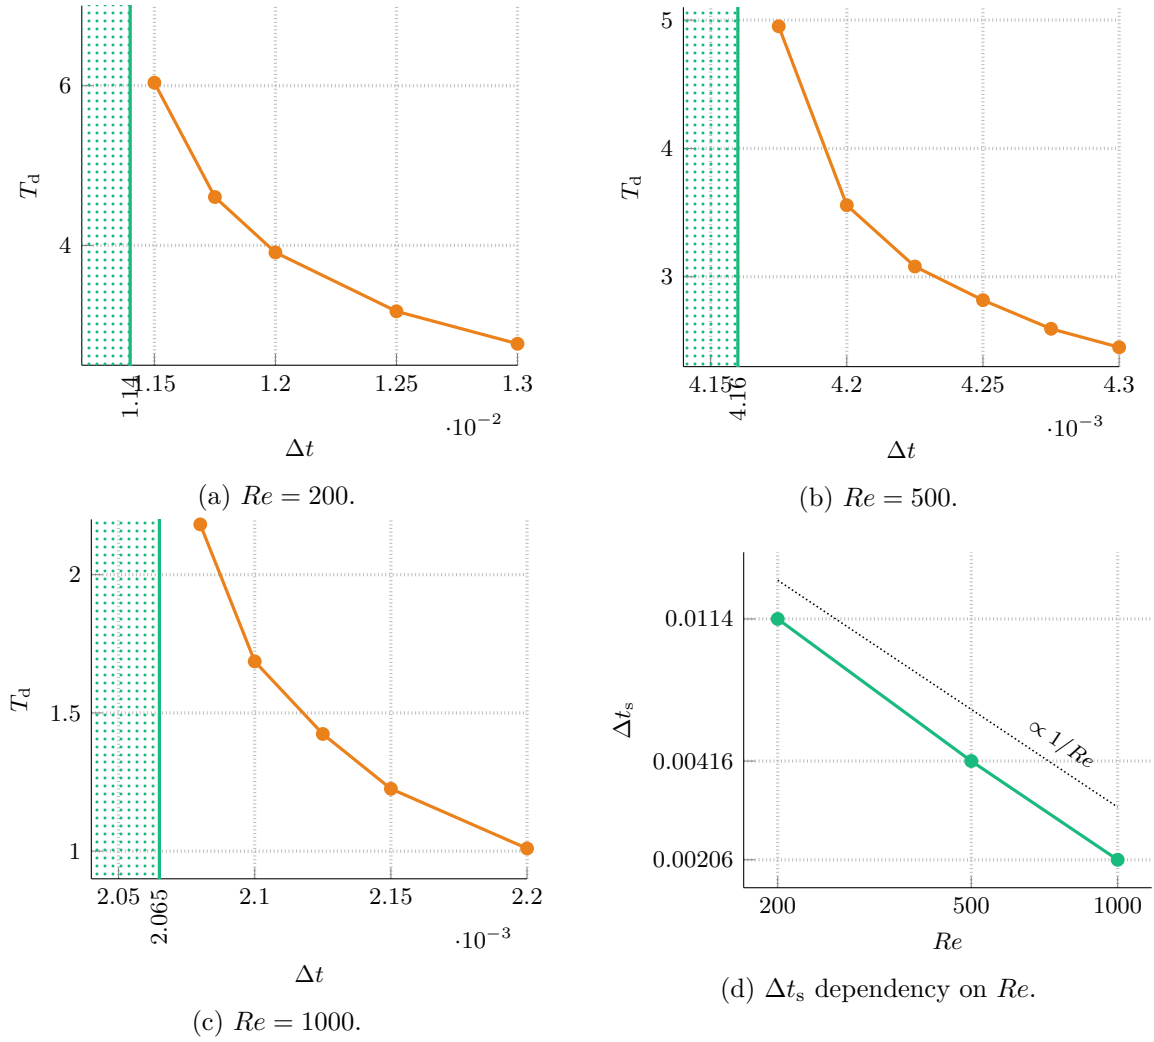 6
4
T_d
1.14
1.15
1.2
1.25
1.3
·10⁻²
Δt
(a) Re = 200.
5
4
3
T_d
4.15
4.16
4.2
4.25
4.3
·10⁻³
Δt
(b) Re = 500.
2
1.5
1
T_d
2.05
2.065
2.1
2.15
2.2
·10⁻³
Δt
(c) Re = 1000.
0.0114
0.00416
0.00206
Δt_s
∝ 1/Re
200
500
1000
Re
(d) Δt_s dependency on Re.